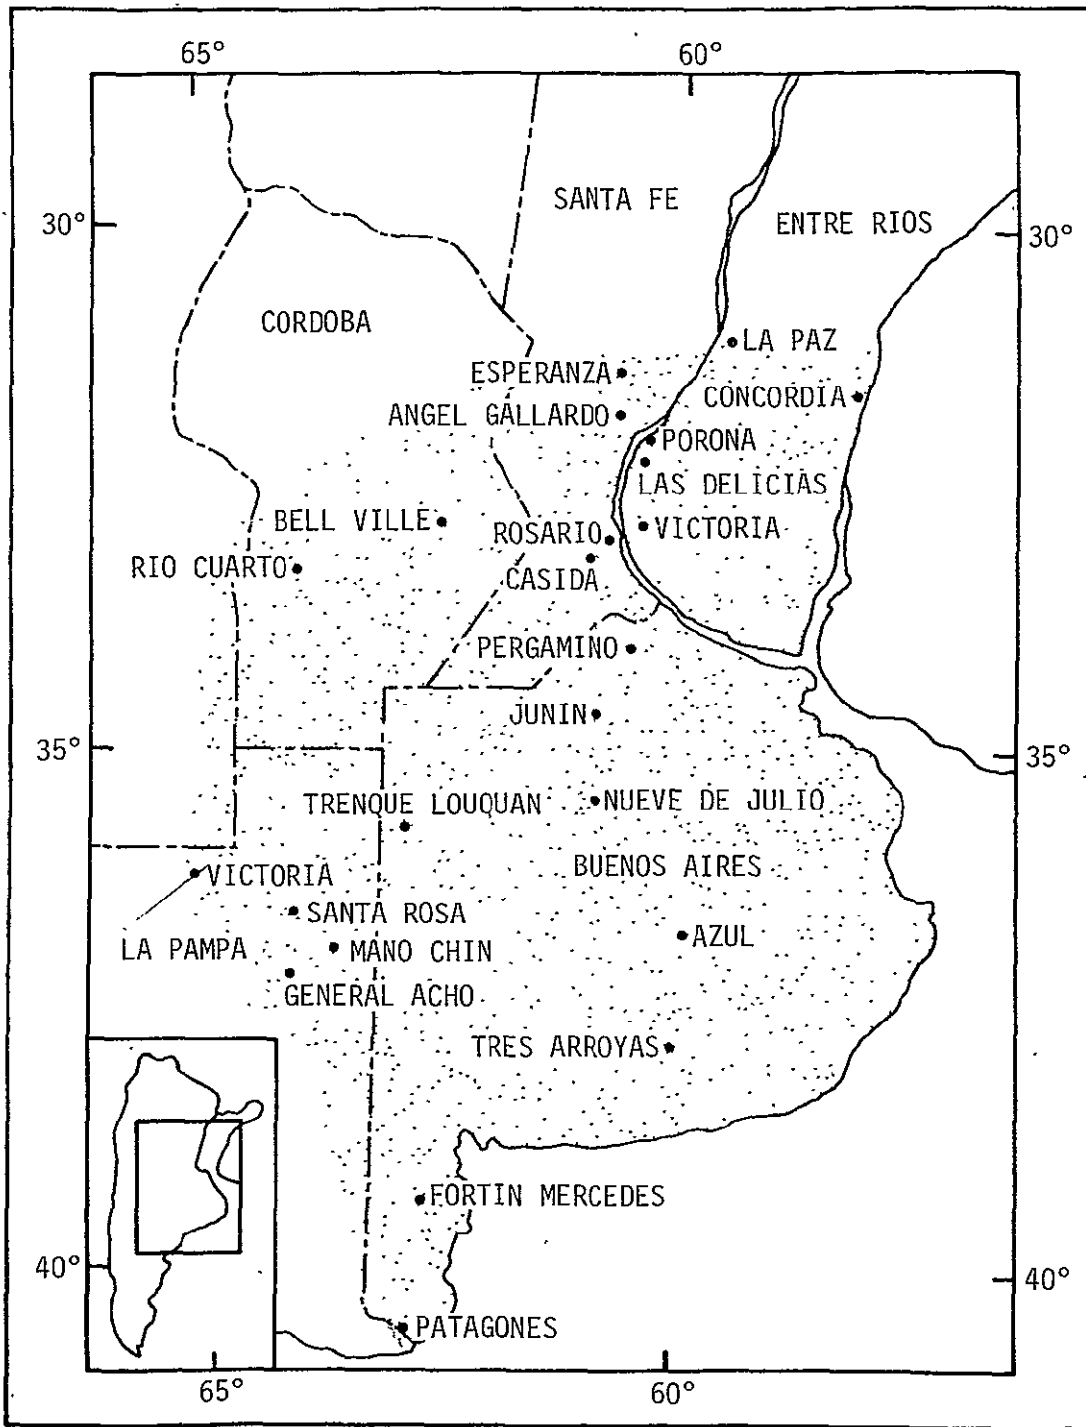 65° 60°
SANTA FE
30° ENTRE RIOS 30°
CORDOBA
LA PAZ
ESPERANZA
CONCORDIA
ANGEL GALLARDO
PORONA
LAS DELICIAS
BELL VILLE
VICTORIA
ROSARIO
RIO CUARTO
CASIDA
PERGAMINO
JUNIN
35° 35°
TRENQUE LOUQUAN
NUEVE DE JULIO
BUENOS AIRES
VICTORIA
SANTA ROSA
AZUL
LA PAMPA
MANO CHIN
GENERAL ACHO
TRES ARROYAS
FORTIN MERCEDES
40° 40°
PATAGONES
65° 60°